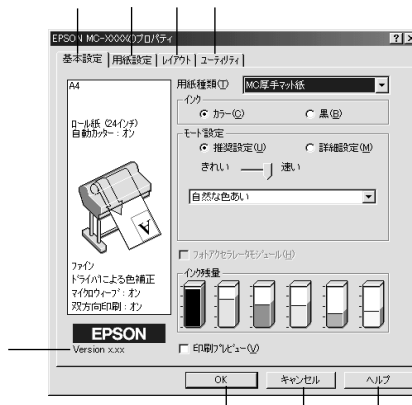 EPSON MC-XXXXのプロパティ
基本設定 用紙設定 レイアウト ユーティリティ
A4
ロール紙 (24インチ)
自動カッター：オン
ファイン
ドライバによる色補正
マイクロウィーブ：オン
双方向印刷：オン
EPSON
Version x.xx
用紙種類(T) MC厚手マット紙
インク
カラー(C) 黒(B)
モード設定
推奨設定(U) 詳細設定(M)
きれい 速い
自然な色あい
フォトアクセラレータモジュール(H)
インク残量
印刷プレビュー(V)
OK キャンセル ヘルプ